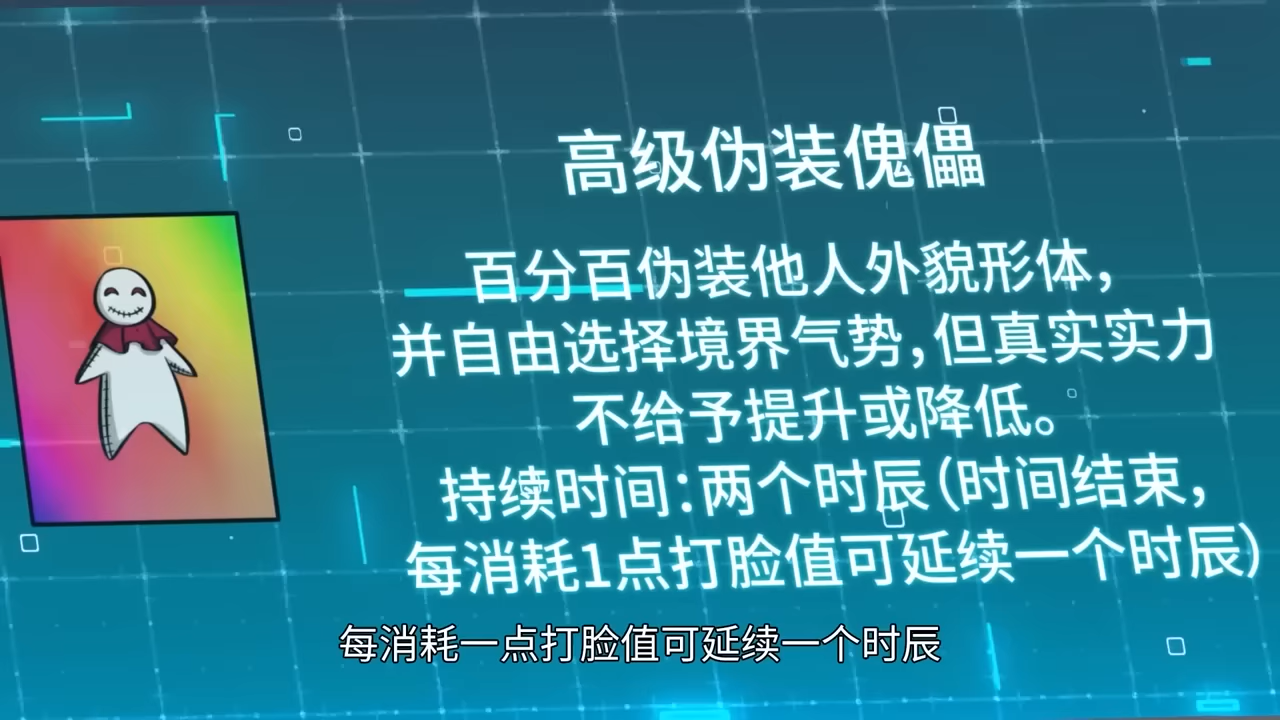 高级伪装傀儡
百分百伪装他人外貌形体，
并自由选择境界气势，但真实实力
不给予提升或降低。
持续时间：两个时辰（时间结束，
每消耗1点打脸值可延续一个时辰）
每消耗一点打脸值可延续一个时辰